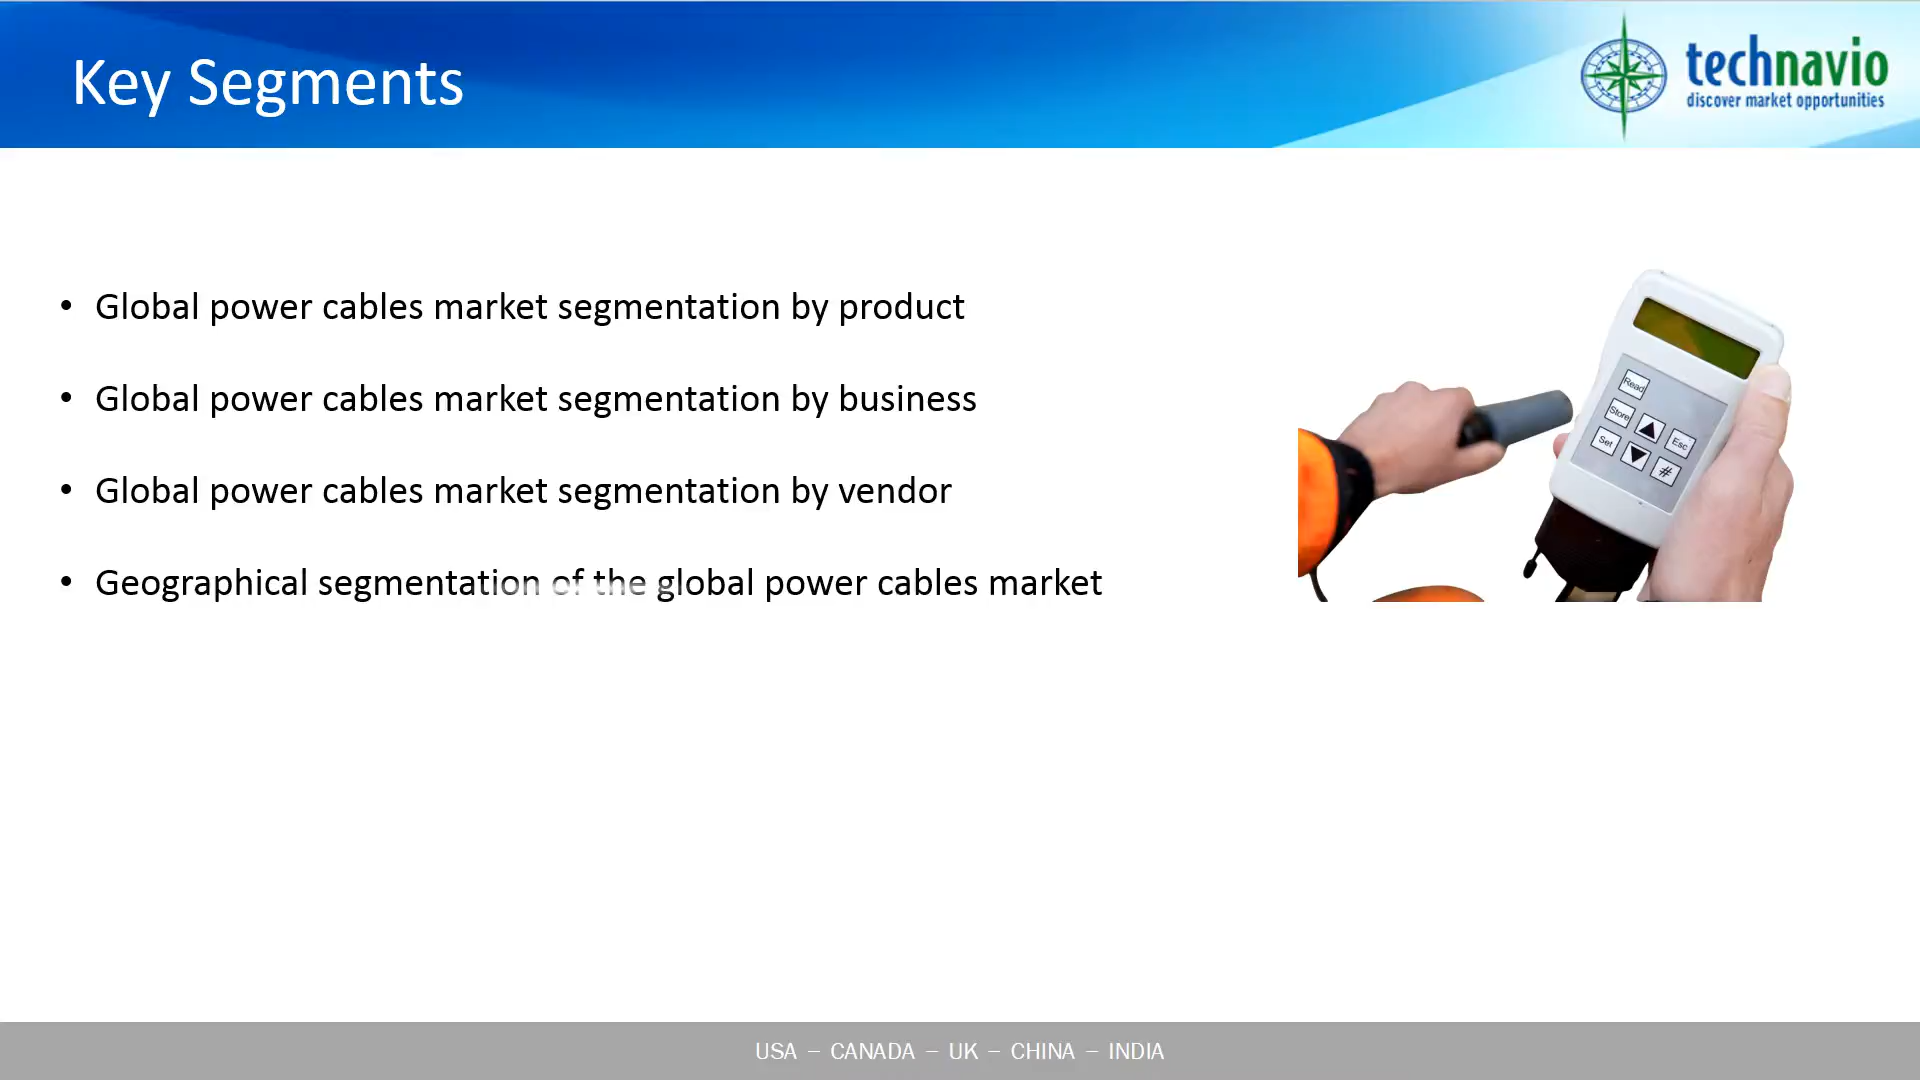 Key Segments
technavio
discover market opportunities
• Global power cables market segmentation by product
• Global power cables market segmentation by business
• Global power cables market segmentation by vendor
• Geographical segmentation of the global power cables market
Read
Store
Set
Esc
#
USA – CANADA – UK – CHINA – INDIA